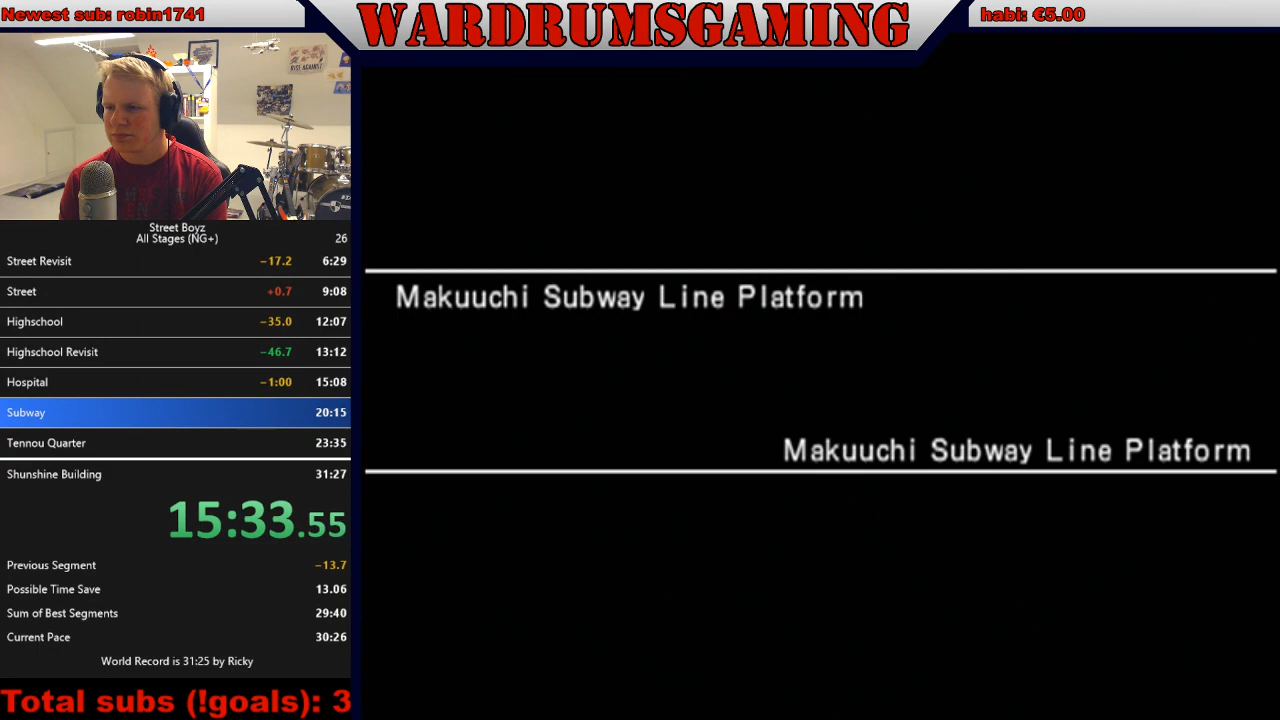 Newest sub: robin1741
WARDRUMSGAMING
habi: €5.00
RISE AGAINST
Street Boyz
All Stages (NG+) 26
Street Revisit −17.2 6:29
Street +0.7 9:08
Highschool −35.0 12:07
Highschool Revisit −46.7 13:12
Hospital −1:00 15:08
Subway 20:15
Tennou Quarter 23:35
Shunshine Building 31:27
15:33.55
Previous Segment −13.7
Possible Time Save 13.06
Sum of Best Segments 29:40
Current Pace 30:26
World Record is 31:25 by Ricky
Total subs (!goals): 3
Makuuchi Subway Line Platform
Makuuchi Subway Line Platform